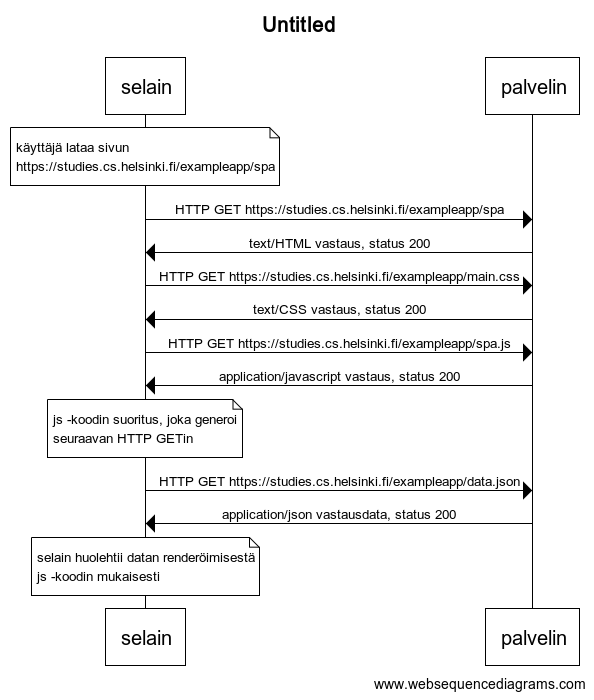 Untitled
selain
palvelin
käyttäjä lataa sivun
https://studies.cs.helsinki.fi/exampleapp/spa
HTTP GET https://studies.cs.helsinki.fi/exampleapp/spa
text/HTML vastaus, status 200
HTTP GET https://studies.cs.helsinki.fi/exampleapp/main.css
text/CSS vastaus, status 200
HTTP GET https://studies.cs.helsinki.fi/exampleapp/spa.js
application/javascript vastaus, status 200
js -koodin suoritus, joka generoi
seuraavan HTTP GETin
HTTP GET https://studies.cs.helsinki.fi/exampleapp/data.json
application/json vastausdata, status 200
selain huolehtii datan renderöimisestä
js -koodin mukaisesti
selain
palvelin
www.websequencediagrams.com